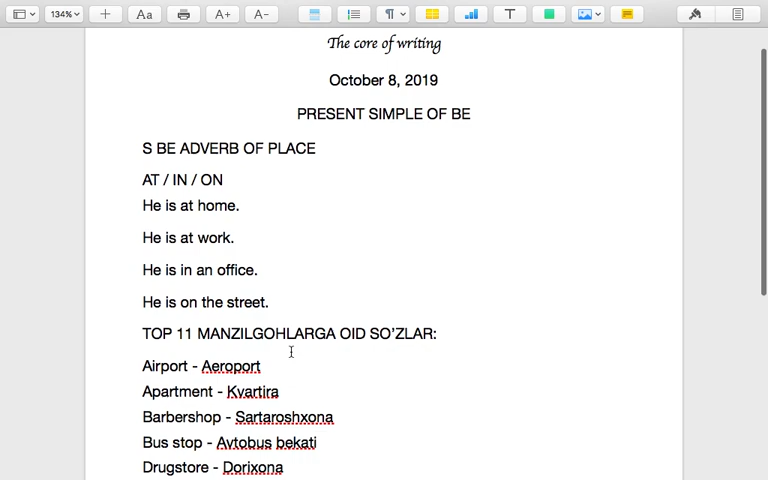 134%
Aa
A+
A-
T
The core of writing
October 8, 2019
PRESENT SIMPLE OF BE
S BE ADVERB OF PLACE
AT / IN / ON
He is at home.
He is at work.
He is in an office.
He is on the street.
TOP 11 MANZILGOHLARGA OID SO’ZLAR:
Airport - Aeroport
Apartment - Kvartira
Barbershop - Sartaroshxona
Bus stop - Avtobus bekati
Drugstore - Dorixona